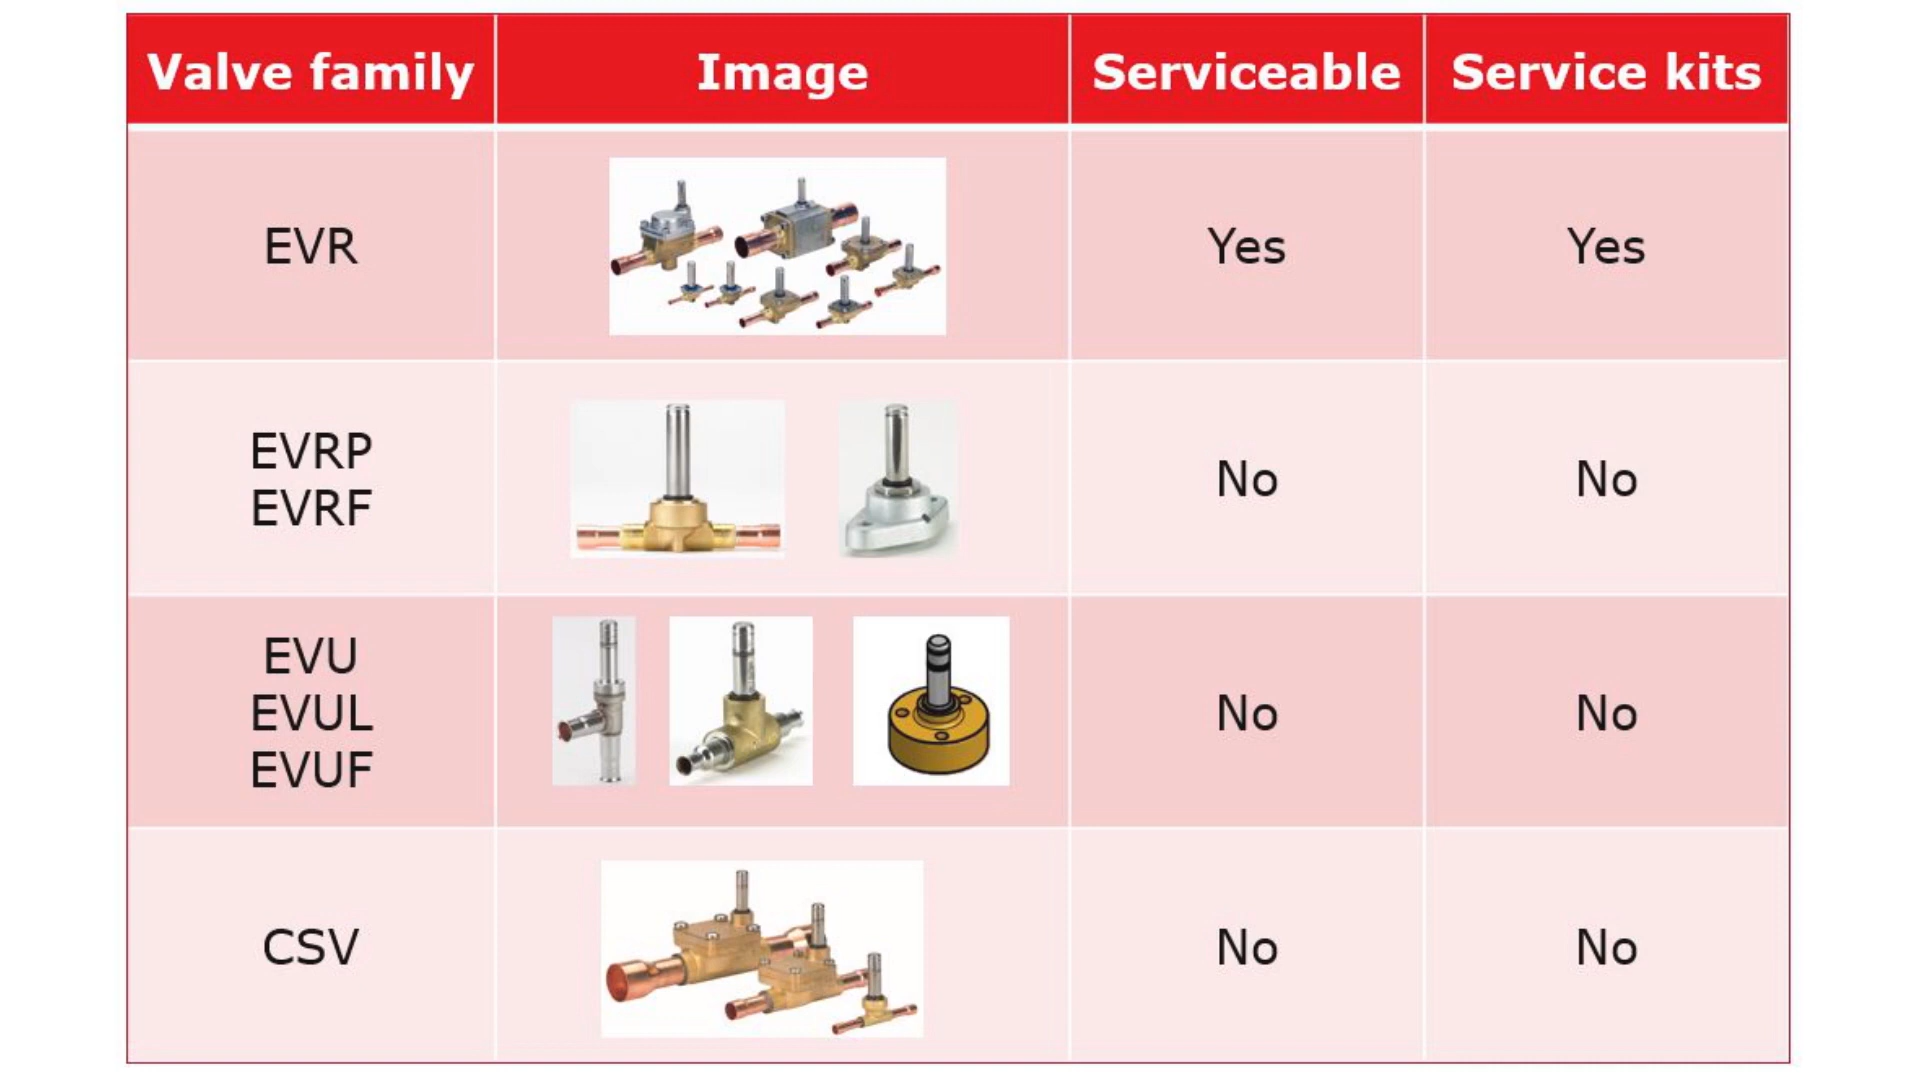 Valve family Image Serviceable Service kits
EVR Yes Yes
EVRP
EVRF
No No
EVU
EVUL
EVUF
No No
CSV No No